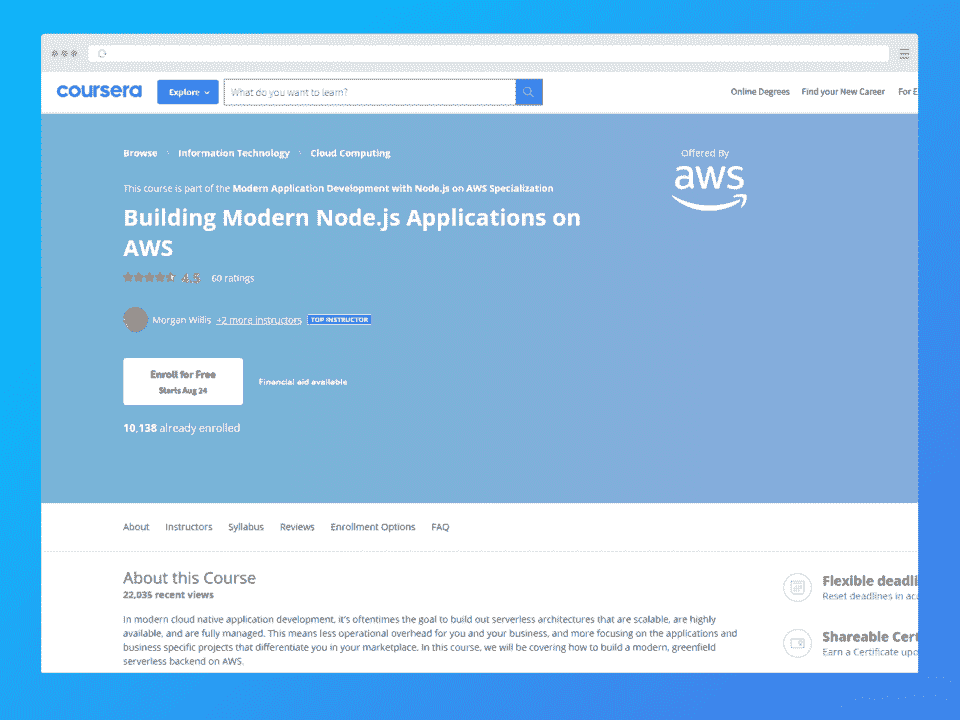 coursera
Explore
What do you want to learn?
Online Degrees
Find your New Career
For E
Browse
Information Technology
Cloud Computing
Offered By
aws
This course is part of the Modern Application Development with Node.js on AWS Specialization
Building Modern Node.js Applications on
AWS
60 ratings
Morgan Willis +2 more instructors TOP INSTRUCTOR
Enroll for Free
Starts Aug 24
Financial aid available
10,138 already enrolled
About
Instructors
Syllabus
Reviews
Enrollment Options
FAQ
About this Course
22,035 recent views
In modern cloud native application development, it's oftentimes the goal to build out serverless architectures that are scalable, are highly
available, and are fully managed. This means less operational overhead for you and your business, and more focusing on the applications and
business specific projects that differentiate you in your marketplace. In this course, we will be covering how to build a modern, greenfield
serverless backend on AWS.
Flexible deadli
Reset deadlines in acc
Shareable Cert
Earn a Certificate upo